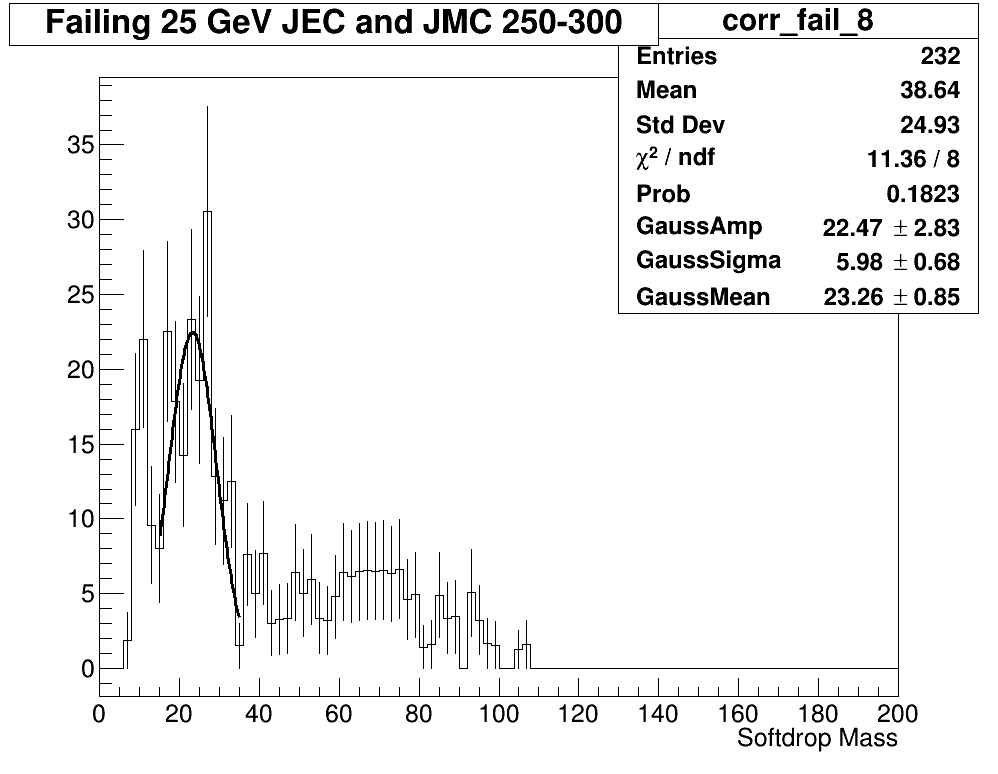 Failing 25 GeV JEC and JMC 250-300
corr_fail_8
Entries 232
Mean 38.64
Std Dev 24.93
χ² / ndf 11.36 / 8
Prob 0.1823
GaussAmp 22.47 ± 2.83
GaussSigma 5.98 ± 0.68
GaussMean 23.26 ± 0.85
35
30
25
20
15
10
5
0
0 20 40 60 80 100 120 140 160 180 200
Softdrop Mass